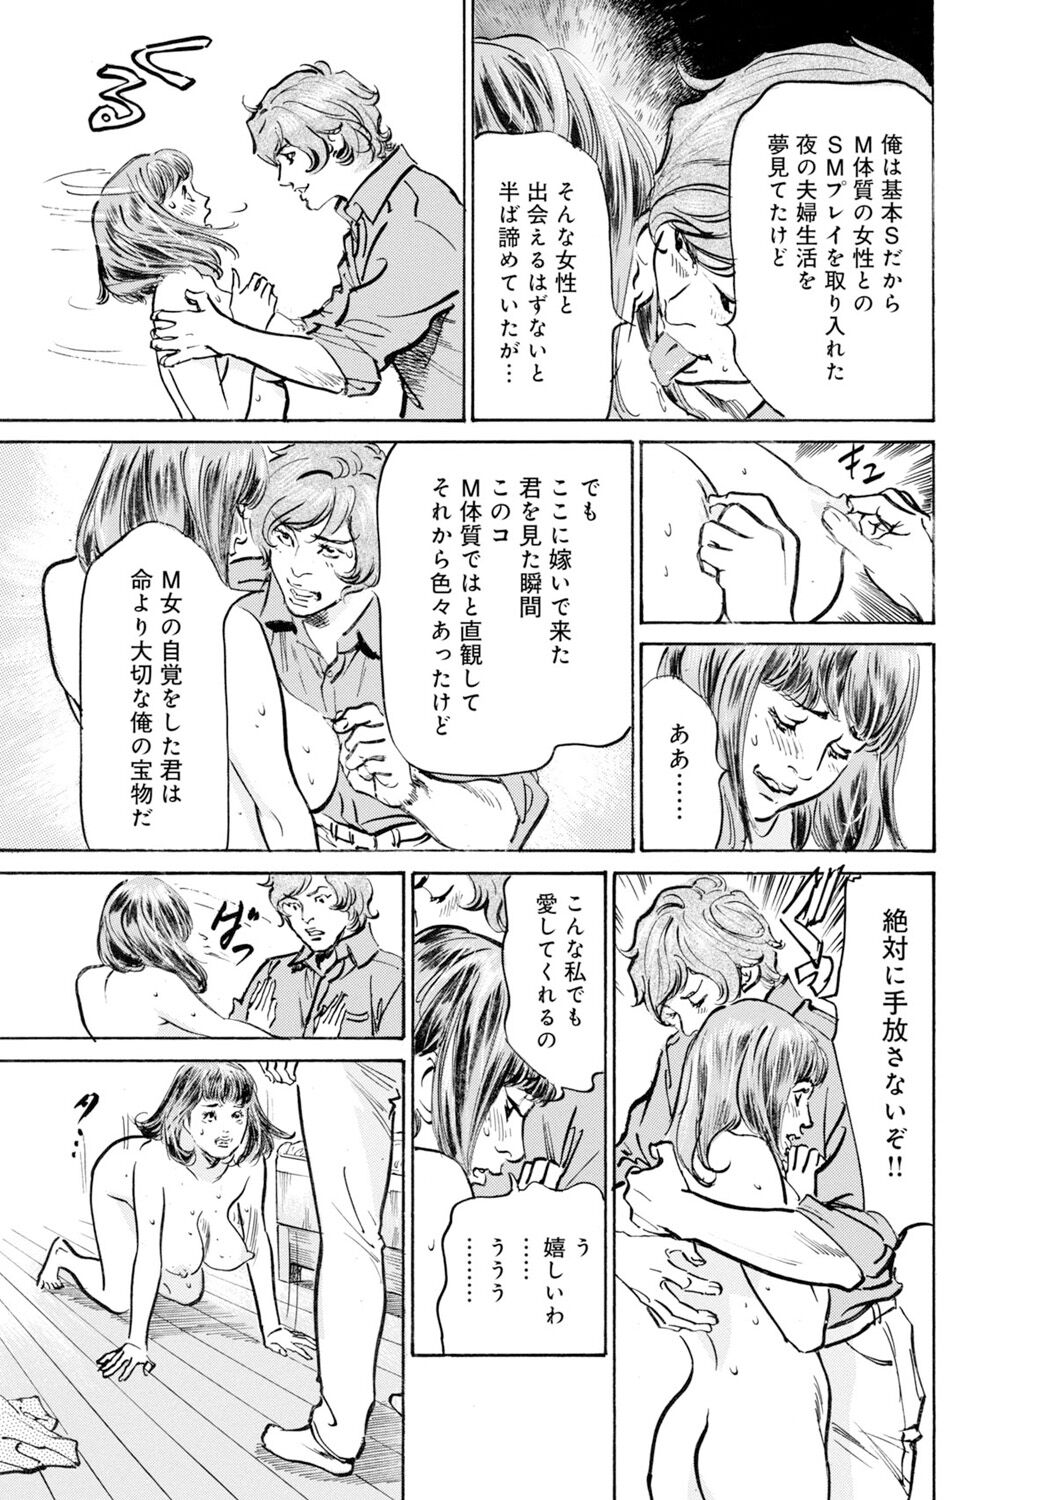 俺は基本Sだから
M体質の女性との
SMプレイを取り入れた
夜の夫婦生活を
夢見てたけど
そんな女性と
出会えるはずないと
半ば諦めていたが…
くる
キュ
ああ……
でも
ここに嫁いで来た
君を見た瞬間
このコ
M体質ではと直観して
それから色々あったけど
M女の自覚をした君は
命より大切な俺の宝物だ
絶対に手放さないぞ!!
こんな私でも
愛してくれるの
う
嬉しいわ
……
ううう
………
ばっ